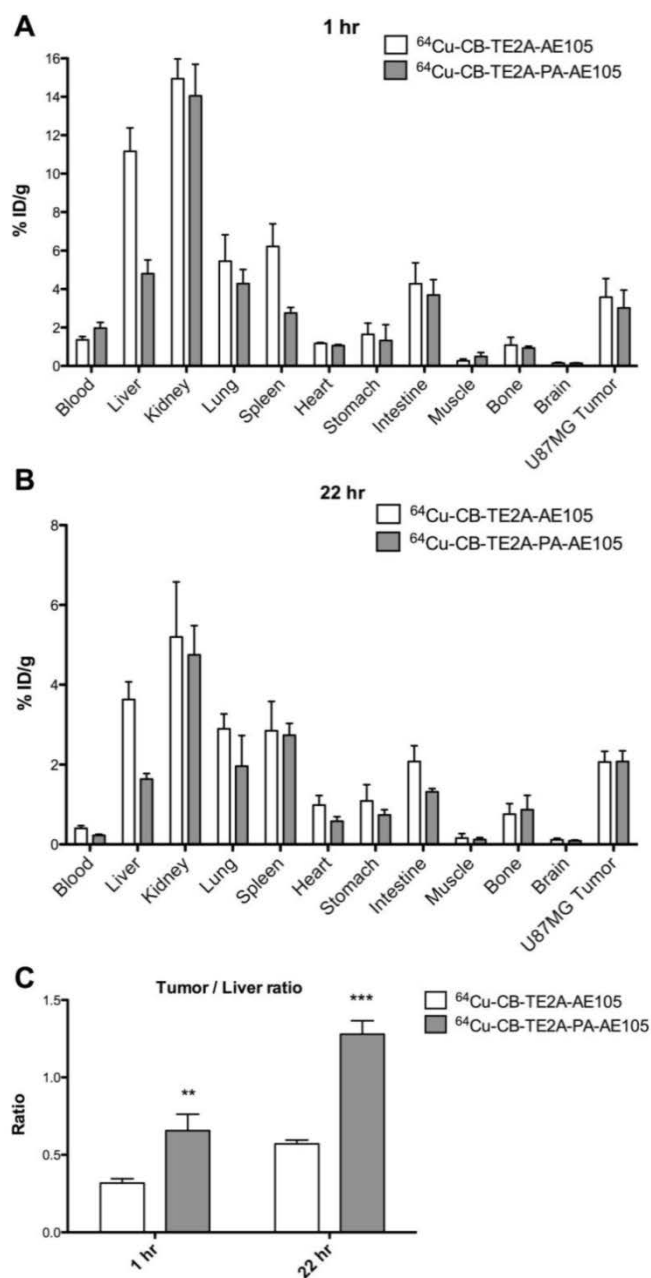 A
1 hr
⁶⁴Cu-CB-TE2A-AE105
⁶⁴Cu-CB-TE2A-PA-AE105
16
14
12
10
8
6
4
2
0
% ID/g
Blood
Liver
Kidney
Lung
Spleen
Heart
Stomach
Intestine
Muscle
Bone
Brain
U87MG Tumor
B
22 hr
⁶⁴Cu-CB-TE2A-AE105
⁶⁴Cu-CB-TE2A-PA-AE105
8
6
4
2
0
% ID/g
Blood
Liver
Kidney
Lung
Spleen
Heart
Stomach
Intestine
Muscle
Bone
Brain
U87MG Tumor
C
Tumor / Liver ratio
⁶⁴Cu-CB-TE2A-AE105
⁶⁴Cu-CB-TE2A-PA-AE105
1.5
1.0
0.5
0.0
Ratio
**
***
1 hr
22 hr